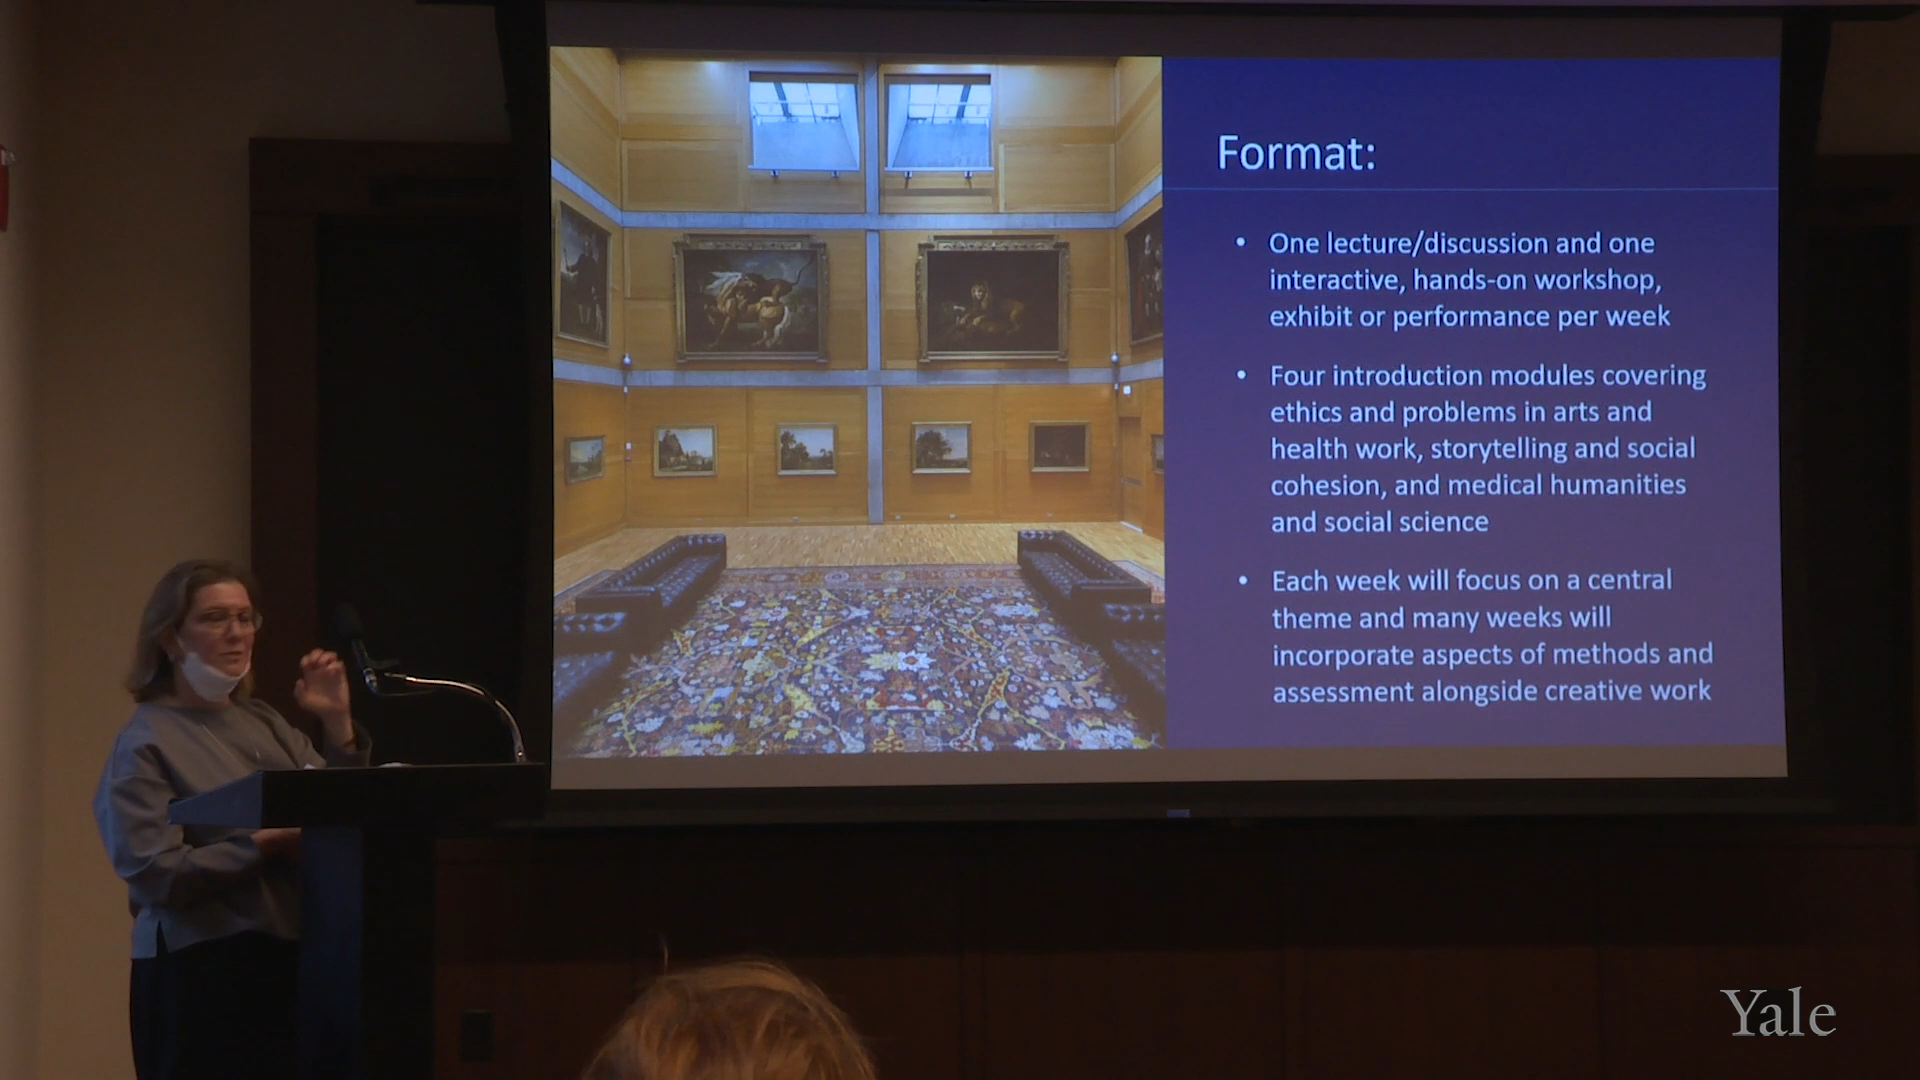 Format:
• One lecture/discussion and one
interactive, hands-on workshop,
exhibit or performance per week
• Four introduction modules covering
ethics and problems in arts and
health work, storytelling and social
cohesion, and medical humanities
and social science
• Each week will focus on a central
theme and many weeks will
incorporate aspects of methods and
assessment alongside creative work
Yale